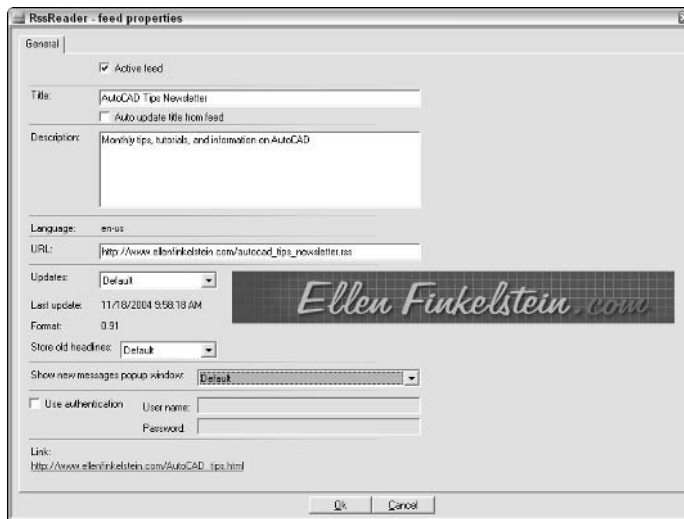 RssReader - feed properties
General
Active feed
Title: AutoCAD Tips Newsletter
Auto update title from feed
Description: Monthly tips, tutorials, and information on AutoCAD
Language: en-us
URL: http://www.ellenfinkelstein.com/autocad_tips_newsletter.rss
Updates: Default
Ellen Finkelstein.com
Last update: 11/18/2004 9:58:18 AM
Format: 0.91
Store old headlines: Default
Show new messages popup window: Default
Use authentication User name:
Password:
Link:
http://www.ellenfinkelstein.com/AutoCAD_tips.html
Ok Cancel